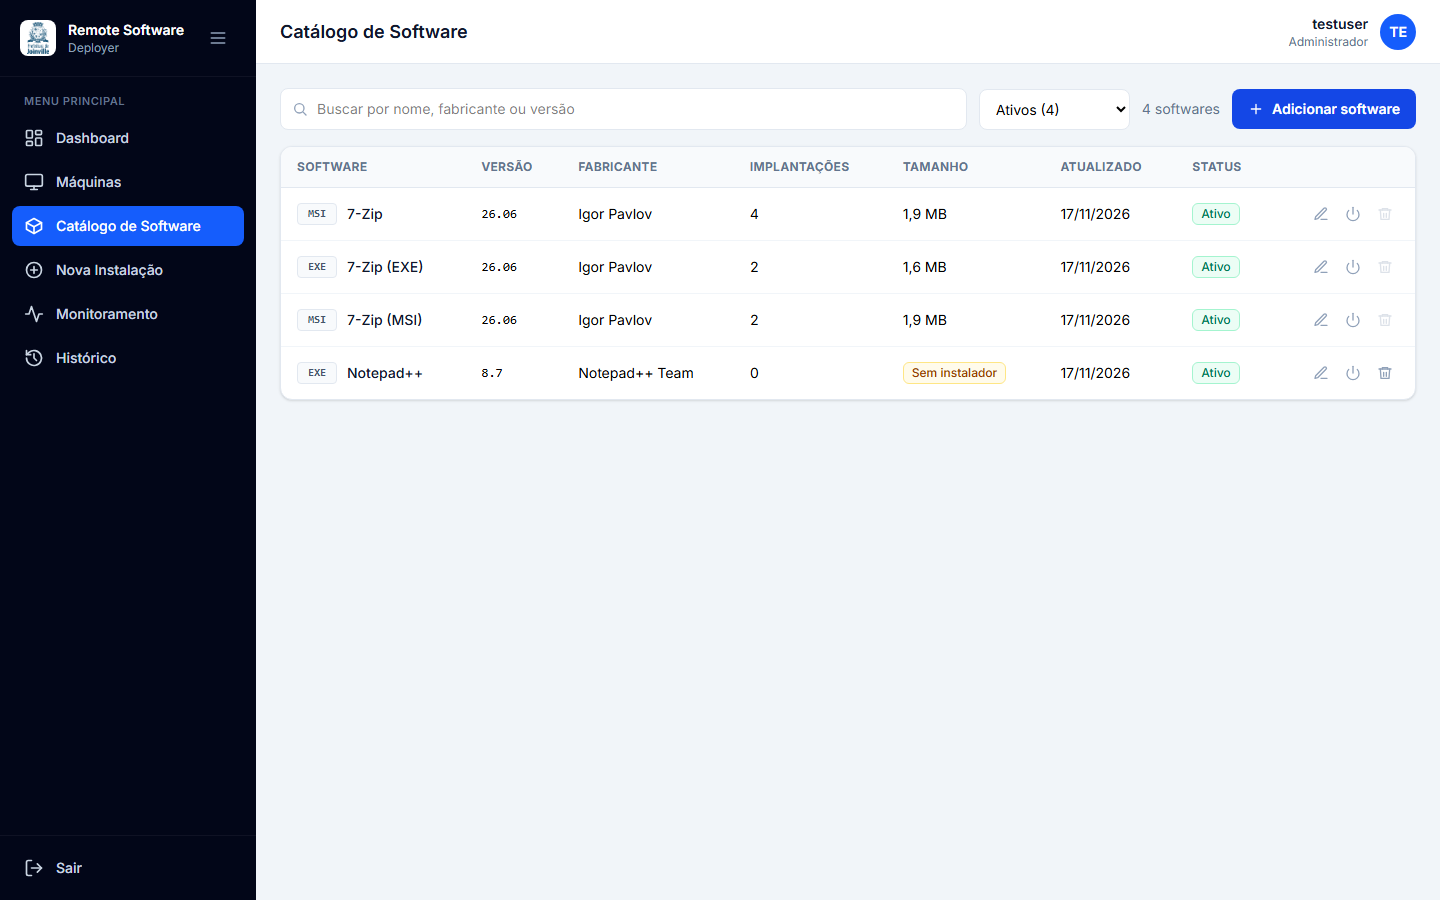 Remote Software
Deployer
MENU PRINCIPAL
Dashboard
Máquinas
Catálogo de Software
Nova Instalação
Monitoramento
Histórico
Sair
Catálogo de Software
testuser
Administrador
TE
Buscar por nome, fabricante ou versão
Ativos (4)
4 softwares
Adicionar software
SOFTWARE VERSÃO FABRICANTE IMPLANTAÇÕES TAMANHO ATUALIZADO STATUS
MSI 7-Zip 26.06 Igor Pavlov 4 1,9 MB 17/11/2026 Ativo
EXE 7-Zip (EXE) 26.06 Igor Pavlov 2 1,6 MB 17/11/2026 Ativo
MSI 7-Zip (MSI) 26.06 Igor Pavlov 2 1,9 MB 17/11/2026 Ativo
EXE Notepad++ 8.7 Notepad++ Team 0 Sem instalador 17/11/2026 Ativo